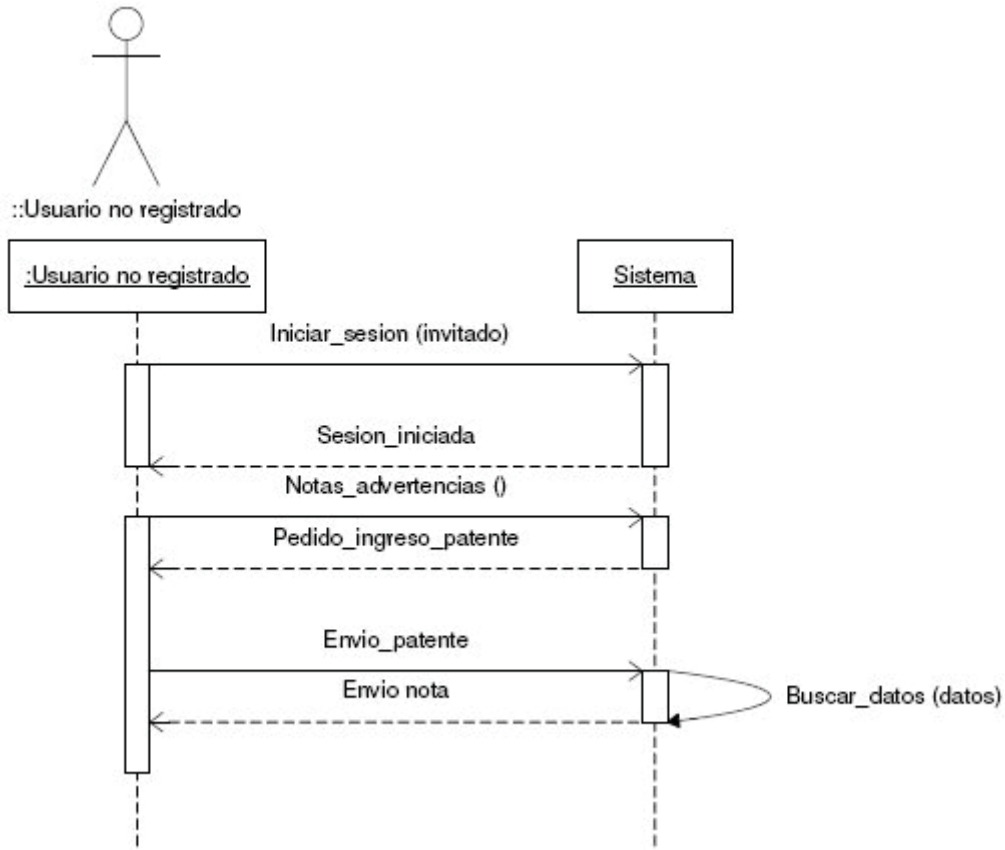 ::Usuario no registrado
:Usuario no registrado
Sistema
Iniciar_sesion (invitado)
Sesion_iniciada
Notas_advertencias ()
Pedido_ingreso_patente
Envio_patente
Envio nota
Buscar_datos (datos)